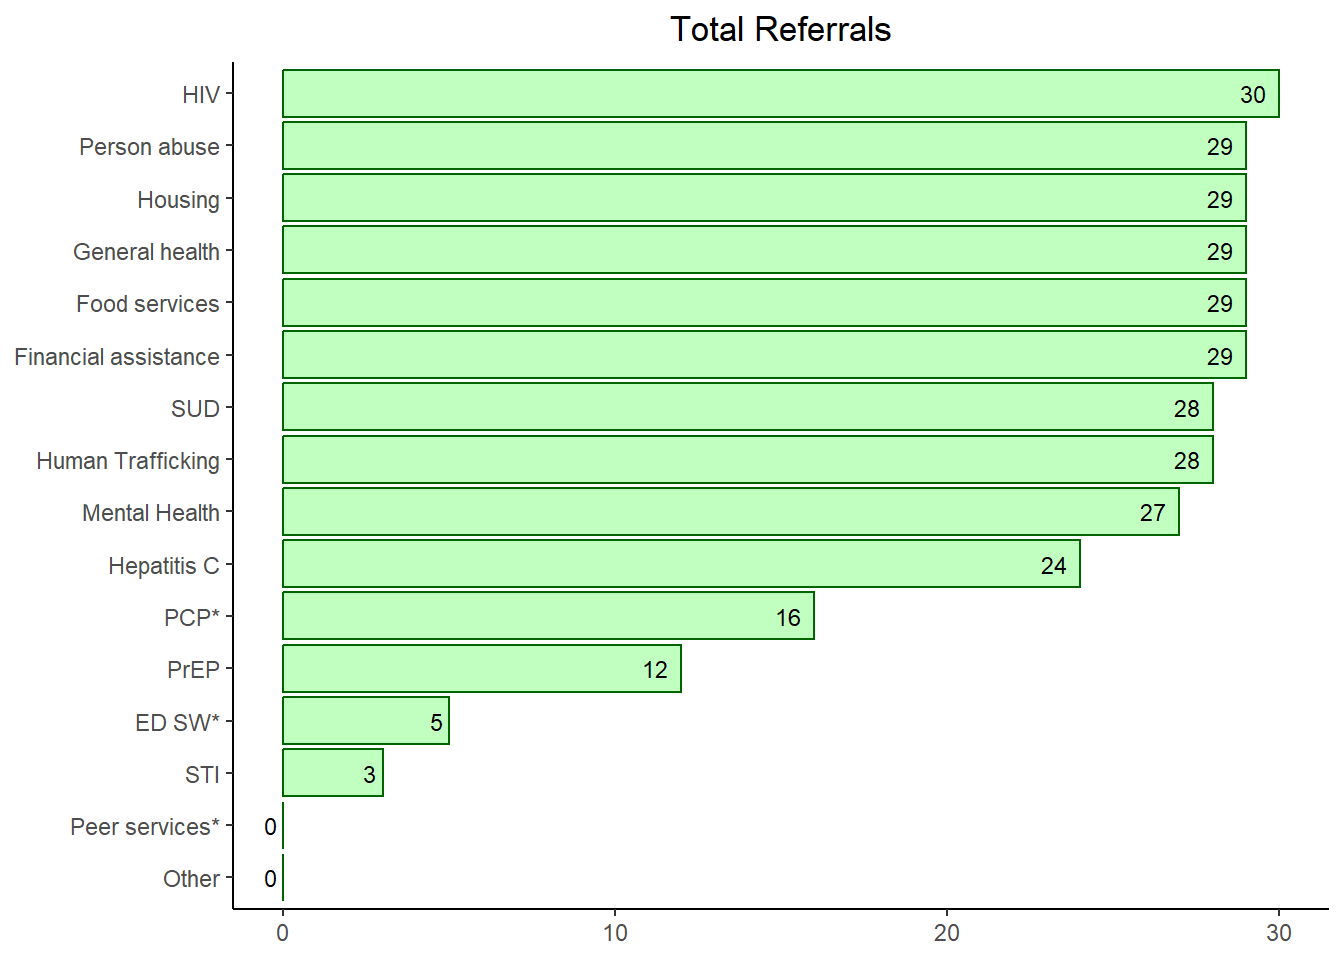 Total Referrals
HIV 30
Person abuse 29
Housing 29
General health 29
Food services 29
Financial assistance 29
SUD 28
Human Trafficking 28
Mental Health 27
Hepatitis C 24
PCP* 16
PrEP 12
ED SW* 5
STI 3
Peer services* 0
Other 0
0 10 20 30